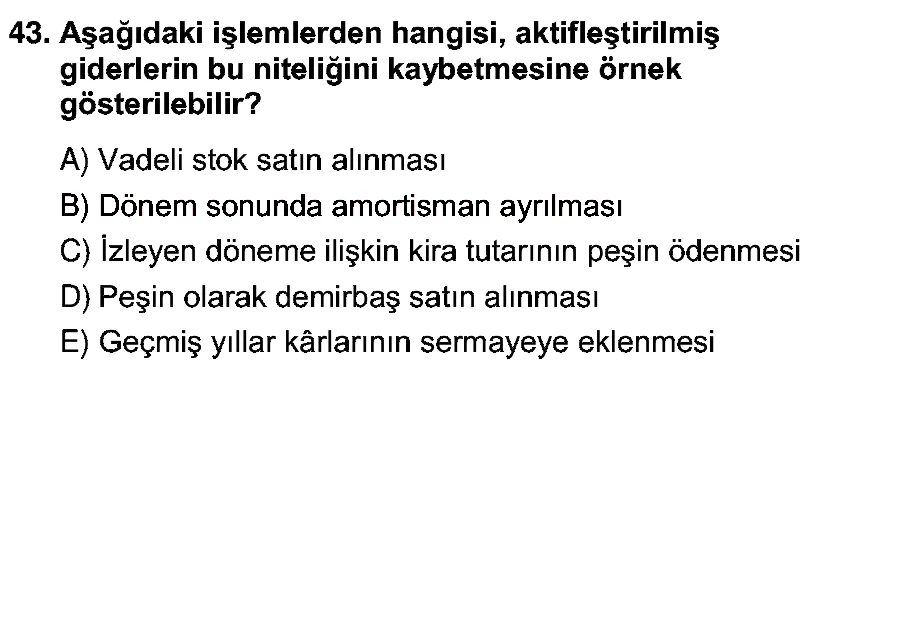 43. Aşağıdaki işlemlerden hangisi, aktifleştirilmiş
giderlerin bu niteliğini kaybetmesine örnek
gösterilebilir?
A) Vadeli stok satın alınması
B) Dönem sonunda amortisman ayrılması
C) İzleyen döneme ilişkin kira tutarının peşin ödenmesi
D) Peşin olarak demirbaş satın alınması
E) Geçmiş yıllar kârlarının sermayeye eklenmesi